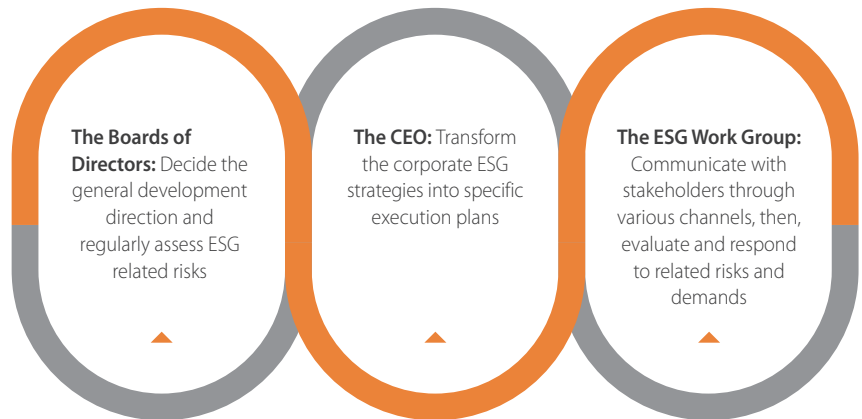 The Boards of
Directors: Decide the
general development
direction and
regularly assess ESG
related risks
The CEO: Transform
the corporate ESG
strategies into specific
execution plans
The ESG Work Group:
Communicate with
stakeholders through
various channels, then,
evaluate and respond
to related risks and
demands